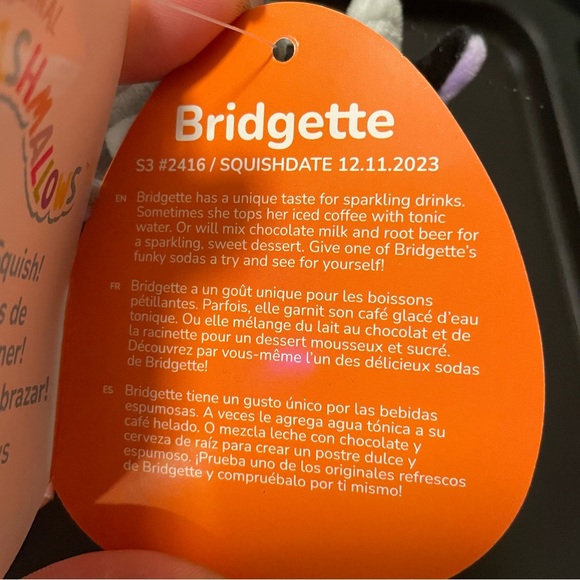 SHMALLOWS
quish!
s de
ner!
brazar!
us
Bridgette
S3 #2416 / SQUISHDATE 12.11.2023
EN Bridgette has a unique taste for sparkling drinks.
Sometimes she tops her iced coffee with tonic
water. Or will mix chocolate milk and root beer for
a sparkling, sweet dessert. Give one of Bridgette's
funky sodas a try and see for yourself!
FR Bridgette a un goût unique pour les boissons
pétillantes. Parfois, elle garnit son café glacé d'eau
tonique. Ou elle mélange du lait au chocolat et de
la racinette pour un dessert mousseux et sucré.
Découvrez par vous-même l'un des délicieux sodas
de Bridgette!
ES Bridgette tiene un gusto único por las bebidas
espumosas. A veces le agrega agua tónica a su
café helado. O mezcla leche con chocolate y
cerveza de raíz para crear un postre dulce y
espumoso. ¡Prueba uno de los originales refrescos
de Bridgette y compruébalo por ti mismo!